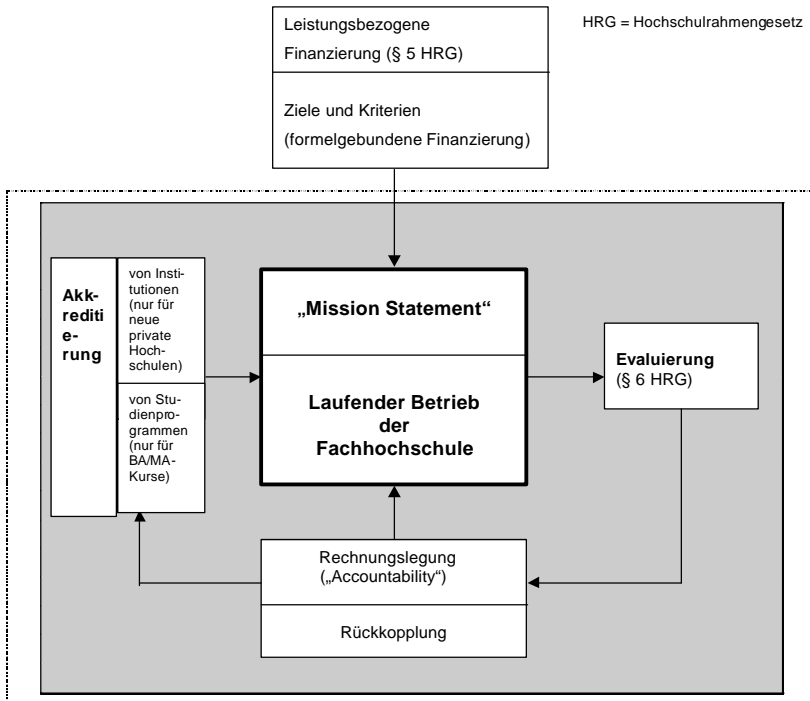 Leistungsbezogene
Finanzierung (§ 5 HRG)
HRG = Hochschulrahmengesetz
Ziele und Kriterien
(formelgebundene Finanzierung)
Akk-
rediti
e-
rung
von Insti-
tutionen
(nur für
neue
private
Hoch-
schulen)
von Stu-
dienpro-
grammen
(nur für
BA/MA-
Kurse)
„Mission Statement“
Laufender Betrieb
der
Fachhochschule
Evaluierung
(§ 6 HRG)
Rechnungslegung
(„Accountability“)
Rückkopplung